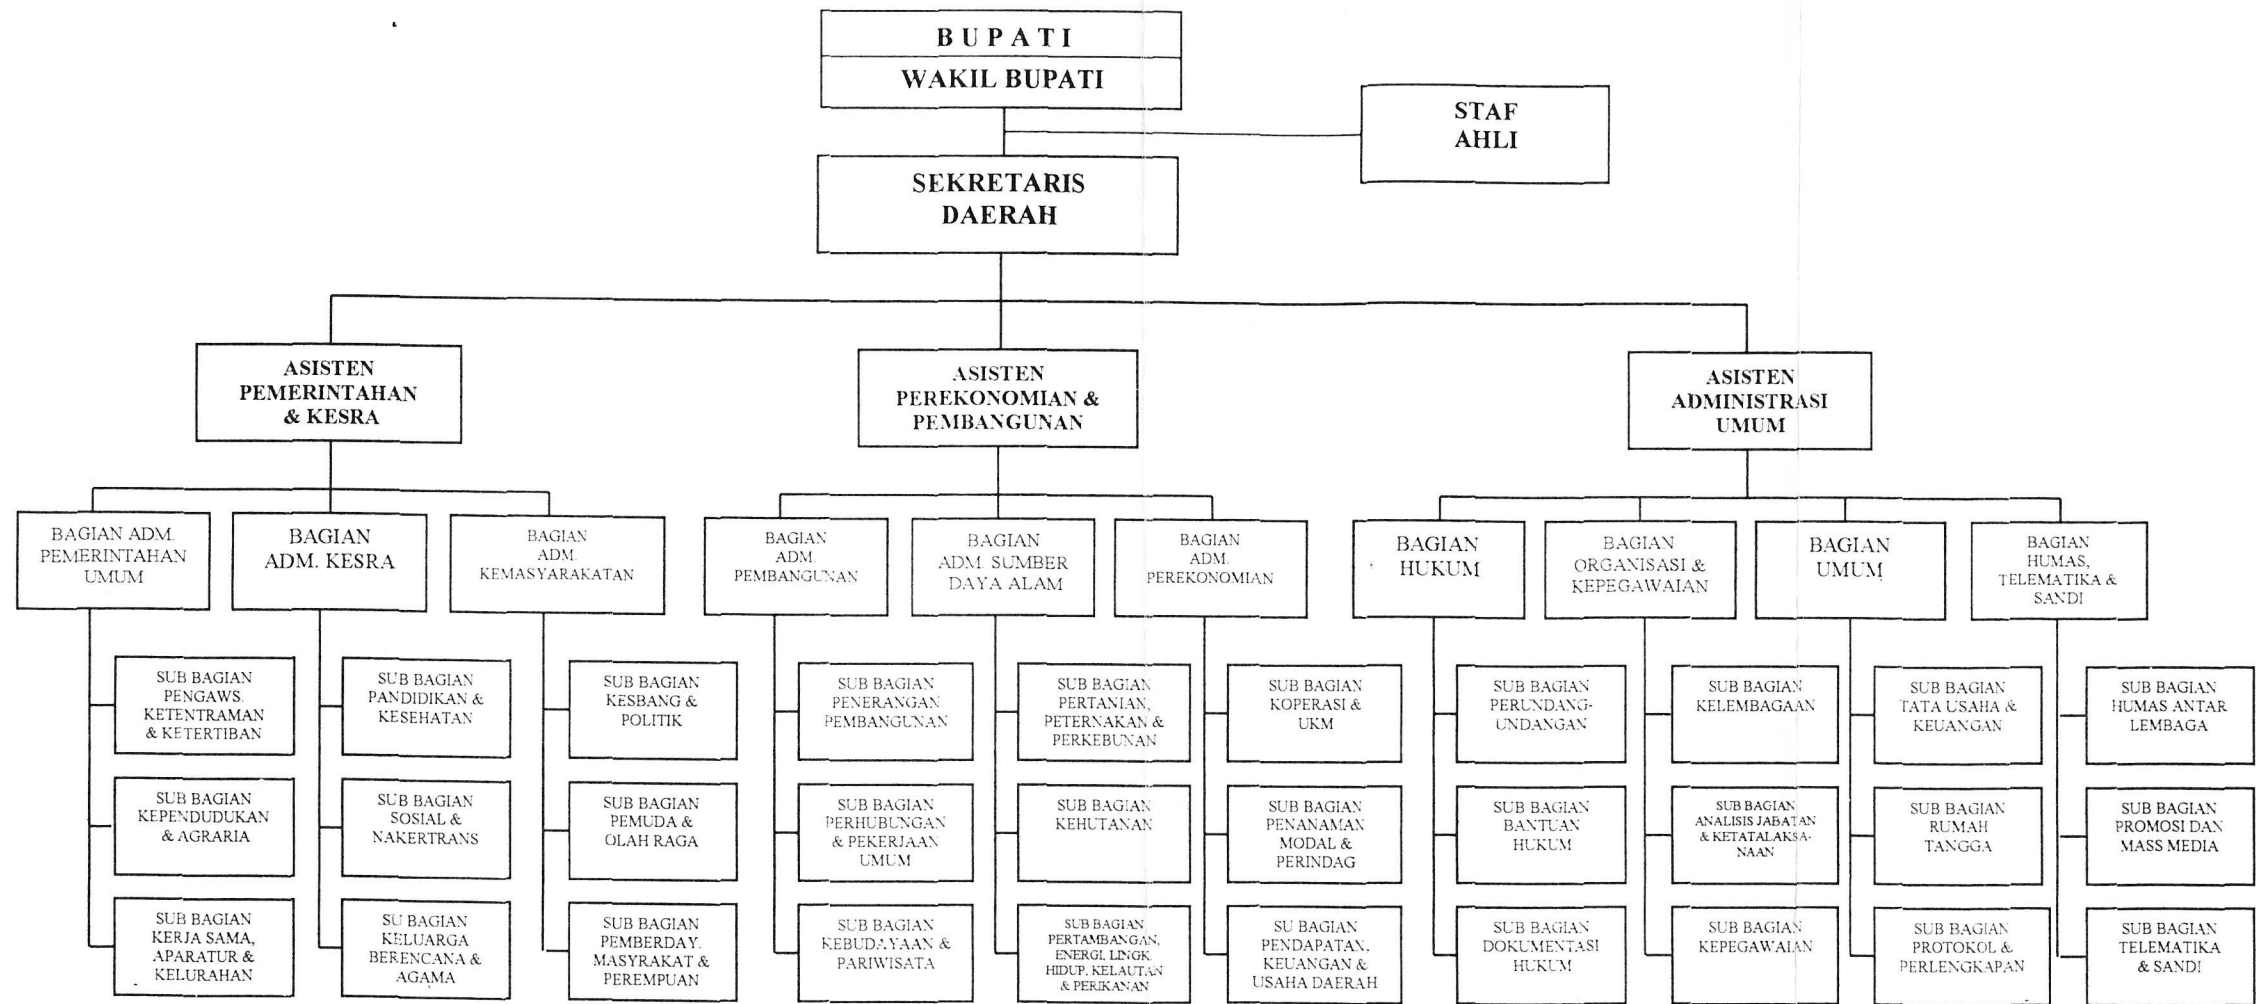 B U P A T I
WAKIL BUPATI
STAF
AHLI
SEKRETARIS
DAERAH
ASISTEN
PEMERINTAHAN
& KESRA
ASISTEN
PEREKONOMIAN &
PEMBANGUNAN
ASISTEN
ADMINISTRASI
UMUM
BAGIAN ADM.
PEMERINTAHAN
UMUM
BAGIAN
ADM. KESRA
BAGIAN
ADM.
KEMASYARAKATAN
BAGIAN
ADM.
PEMBANGUNAN
BAGIAN
ADM. SUMBER
DAYA ALAM
BAGIAN
ADM.
PEREKONOMIAN
BAGIAN
HUKUM
BAGIAN
ORGANISASI &
KEPEGAWAIAN
BAGIAN
UMUM
BAGIAN
HUMAS,
TELEMATIKA &
SANDI
SUB BAGIAN
PENGAWS.
KETENTRAMAN
& KETERTIBAN
SUB BAGIAN
PANDIDIKAN &
KESEHATAN
SUB BAGIAN
KESBANG &
POLITIK
SUB BAGIAN
PENERANGAN
PEMBANGUNAN
SUB BAGIAN
PERTANIAN,
PETERNAKAN &
PERKEBUNAN
SUB BAGIAN
KOPERASI &
UKM
SUB BAGIAN
PERUNDANG-
UNDANGAN
SUB BAGIAN
KELEMBAGAAN
SUB BAGIAN
TATA USAHA &
KEUANGAN
SUB BAGIAN
HUMAS ANTAR
LEMBAGA
SUB BAGIAN
KEPENDUDUKAN
& AGRARIA
SUB BAGIAN
SOSIAL &
NAKERTRANS
SUB BAGIAN
PEMUDA &
OLAH RAGA
SUB BAGIAN
PERHUBUNGAN
& PEKERJAAN
UMUM
SUB BAGIAN
KEHUTANAN
SUB BAGIAN
PENANAMAN
MODAL &
PERINDAG
SUB BAGIAN
BANTUAN
HUKUM
SUB BAGIAN
ANALISIS JABATAN
& KETATALAKSA-
NAAN
SUB BAGIAN
RUMAH
TANGGA
SUB BAGIAN
PROMOSI DAN
MASS MEDIA
SUB BAGIAN
KERJA SAMA,
APARATUR &
KELURAHAN
SU BAGIAN
KELUARGA
BERENCANA &
AGAMA
SUB BAGIAN
PEMBERDAY.
MASYRAKAT &
PEREMPUAN
SUB BAGIAN
KEBUDAYAAN &
PARIWISATA
SUB BAGIAN
PERTAMBANGAN,
ENERGI, LINGK.
HIDUP, KELAUTAN
& PERIKANAN
SU BAGIAN
PENDAPATAN,
KEUANGAN &
USAHA DAERAH
SUB BAGIAN
DOKUMENTASI
HUKUM
SUB BAGIAN
KEPEGAWAIAN
SUB BAGIAN
PROTOKOL &
PERLENGKAPAN
SUB BAGIAN
TELEMATIKA
& SANDI